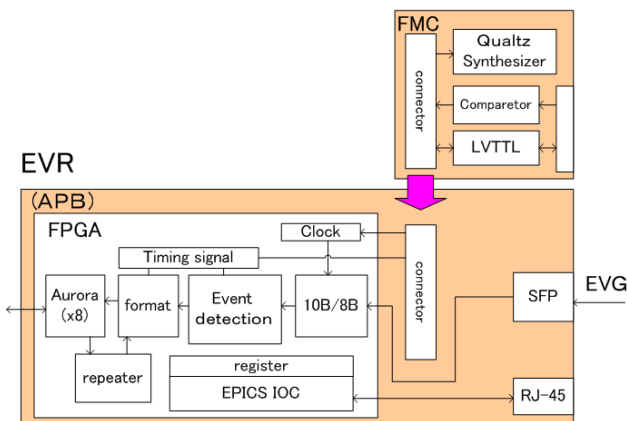 FMC
connector
Qualtz
Synthesizer
Comparetor
LVTTL
EVR
(APB)
FPGA
Clock
Timing signal
connector
Aurora
(x8)
format
Event
detection
10B/8B
SFP
EVG
repeater
register
EPICS IOC
RJ-45